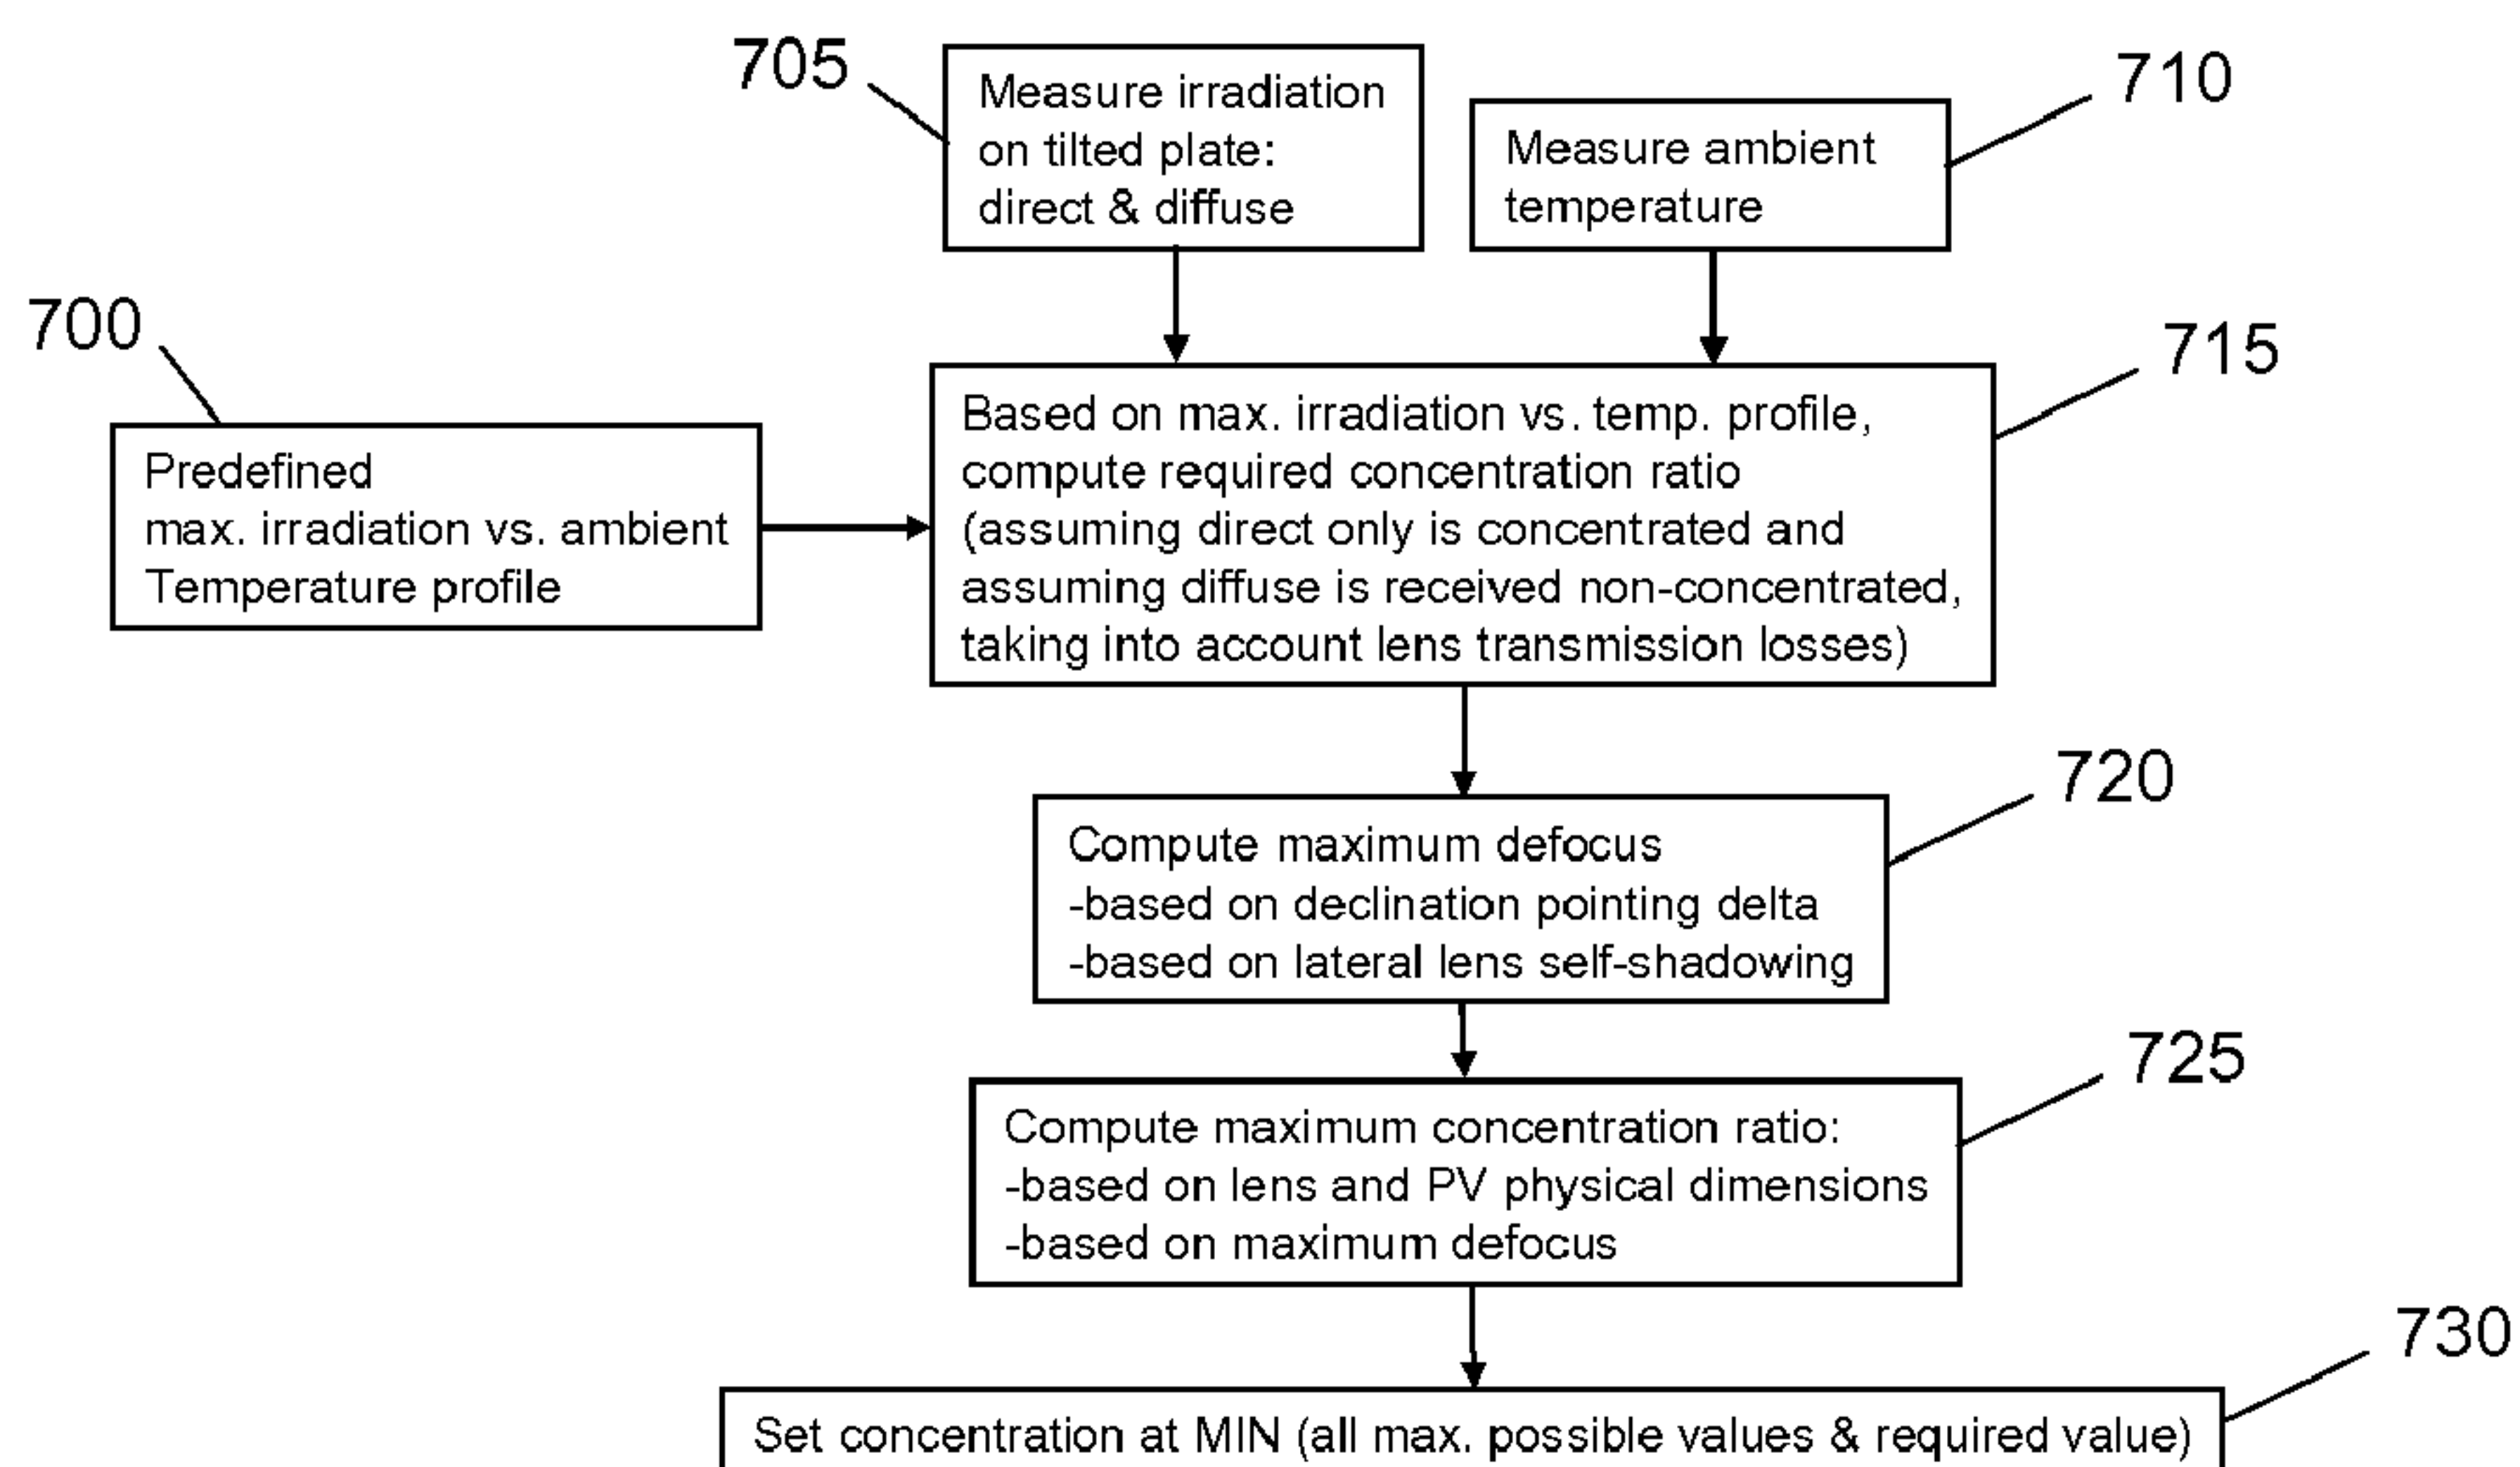 705
Measure irradiation
on tilted plate:
direct & diffuse
710
Measure ambient
temperature
700
Predefined
max. irradiation vs. ambient
Temperature profile
715
Based on max. irradiation vs. temp. profile,
compute required concentration ratio
(assuming direct only is concentrated and
assuming diffuse is received non-concentrated,
taking into account lens transmission losses)
720
Compute maximum defocus
-based on declination pointing delta
-based on lateral lens self-shadowing
725
Compute maximum concentration ratio:
-based on lens and PV physical dimensions
-based on maximum defocus
730
Set concentration at MIN (all max. possible values & required value)